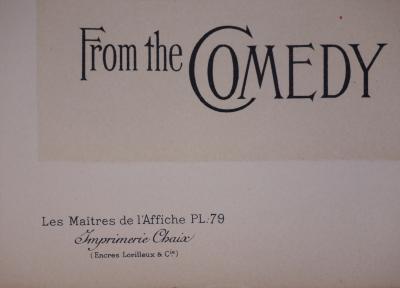 From the COMEDY
Les Maîtres de l'Affiche PL:79
Imprimerie Chaix
(Encres Lorilleux & Cie)